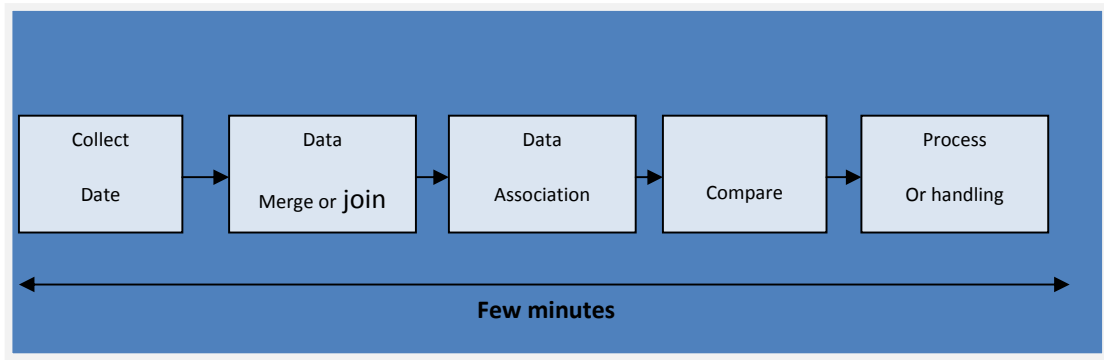 Collect
Date
Data
Merge or join
Data
Association
Compare
Process
Or handling
Few minutes